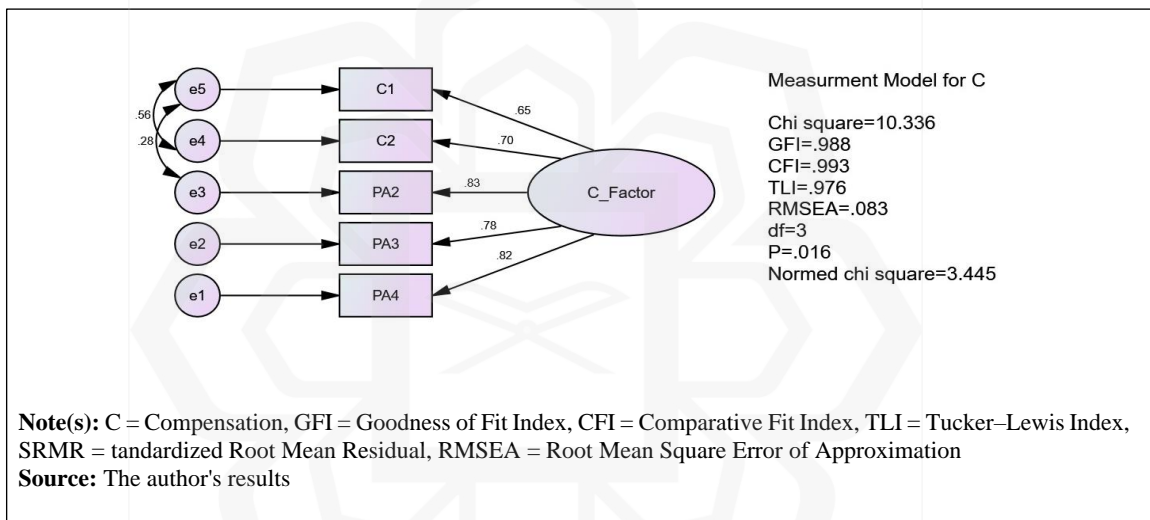 e5
C1
e4
C2
e3
PA2
e2
PA3
e1
PA4
.56
.28
.65
.70
.83
.78
.82
C_Factor
Measurment Model for C
Chi square=10.336
GFI=.988
CFI=.993
TLI=.976
RMSEA=.083
df=3
P=.016
Normed chi square=3.445
Note(s): C = Compensation, GFI = Goodness of Fit Index, CFI = Comparative Fit Index, TLI = Tucker–Lewis Index,
SRMR = tandardized Root Mean Residual, RMSEA = Root Mean Square Error of Approximation
Source: The author's results